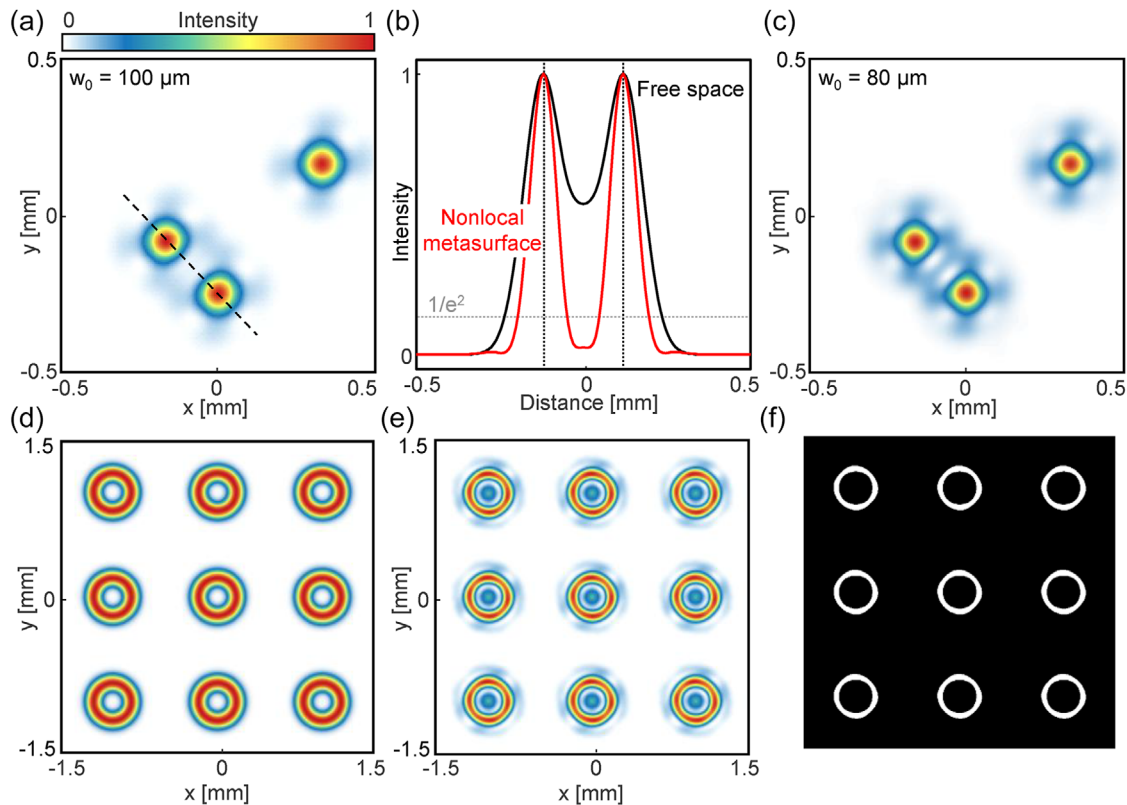 (a)
0 Intensity 1
0.5
w₀ = 100 µm
y [mm]
0
-0.5
-0.5 0 0.5
x [mm]
(b)
1
Free space
Intensity
Nonlocal
metasurface
1/e²
0
-0.5 0 0.5
Distance [mm]
(c)
0.5
w₀ = 80 µm
y [mm]
0
-0.5
-0.5 0 0.5
x [mm]
(d)
1.5
y [mm]
0
-1.5
-1.5 0 1.5
x [mm]
(e)
1.5
y [mm]
0
-1.5
-1.5 0 1.5
x [mm]
(f)